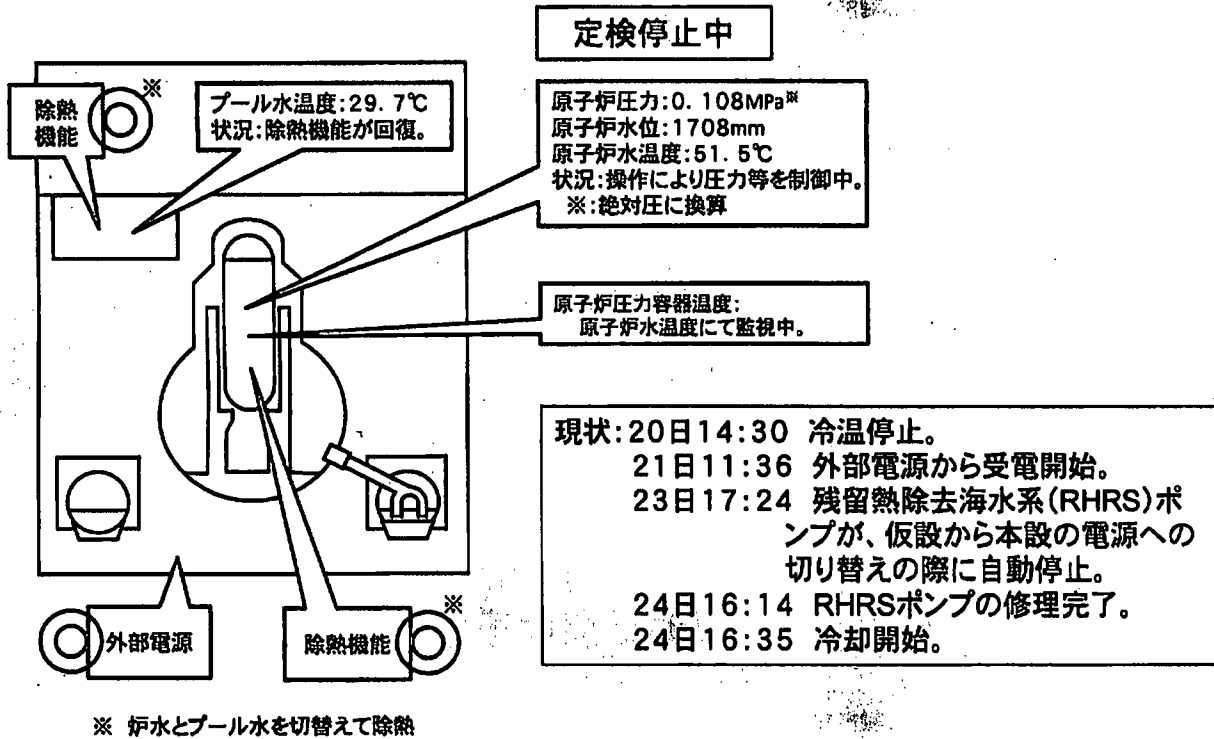 定検停止中
除熱
機能
※
プール水温度:29. 7℃
状況:除熱機能が回復。
原子炉圧力:0. 108MPa※
原子炉水位:1708mm
原子炉水温度:51. 5℃
状況:操作により圧力等を制御中。
※:絶対圧に換算
原子炉圧力容器温度:
原子炉水温度にて監視中。
現状:20日14:30 冷温停止。
21日11:36 外部電源から受電開始。
23日17:24 残留熱除去海水系(RHRS)ポ
ンプが、仮設から本設の電源への
切り替えの際に自動停止。
24日16:14 RHRSポンプの修理完了。
24日16:35 冷却開始。
外部電源
除熱機能
※
※ 炉水とプール水を切替えて除熱